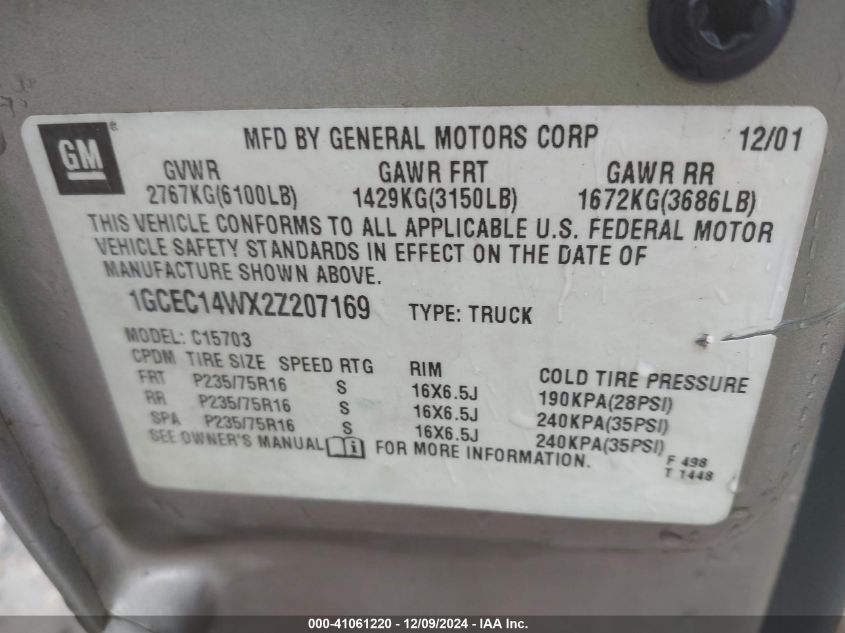 GM
®
MFD BY GENERAL MOTORS CORP 12/01
GVWR GAWR FRT GAWR RR
2767KG(6100LB) 1429KG(3150LB) 1672KG(3686LB)
THIS VEHICLE CONFORMS TO ALL APPLICABLE U.S. FEDERAL MOTOR
VEHICLE SAFETY STANDARDS IN EFFECT ON THE DATE OF
MANUFACTURE SHOWN ABOVE.
1GCEC14WX2Z207169 TYPE: TRUCK
MODEL: C15703
CPDM TIRE SIZE SPEED RTG RIM COLD TIRE PRESSURE
FRT P235/75R16 S 16X6.5J 190KPA(28PSI)
RR P235/75R16 S 16X6.5J 240KPA(35PSI)
SPA P235/75R16 S 16X6.5J 240KPA(35PSI)
SEE OWNER'S MANUAL i FOR MORE INFORMATION.
F 498
T 1448
000-41061220 - 12/09/2024 - IAA Inc.